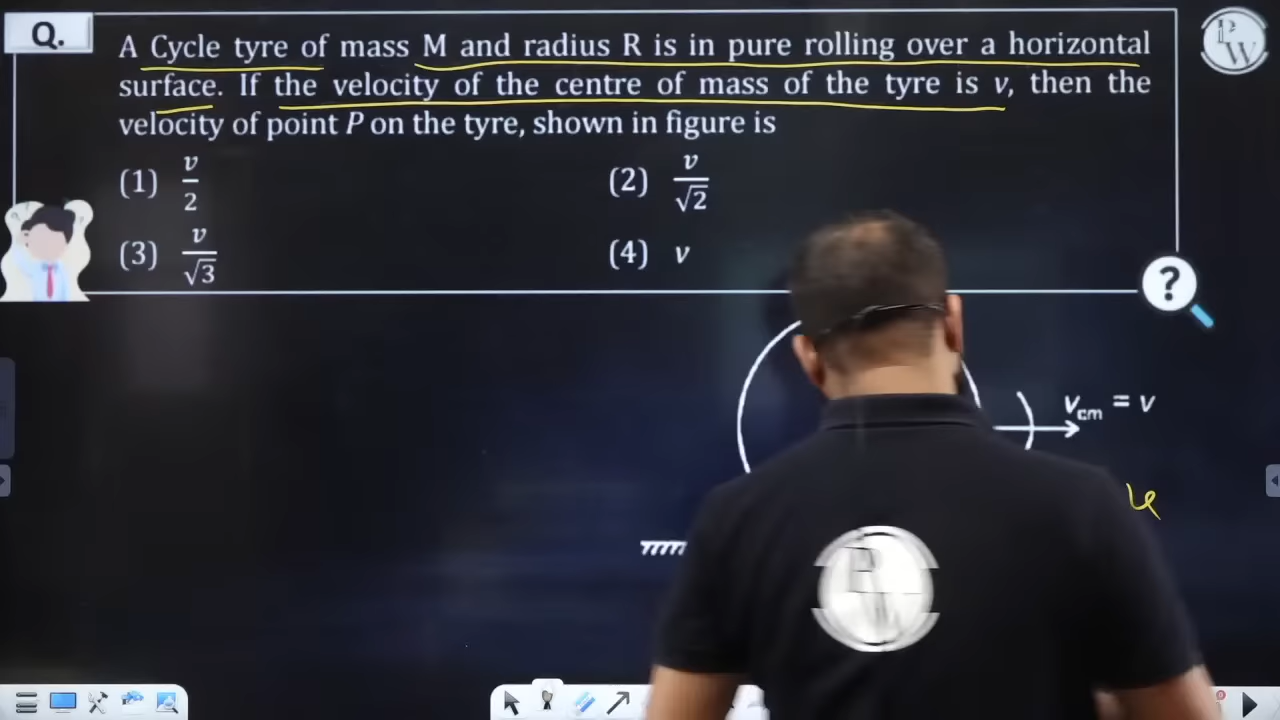 Q.
A Cycle tyre of mass M and radius R is in pure rolling over a horizontal
surface. If the velocity of the centre of mass of the tyre is v, then the
velocity of point P on the tyre, shown in figure is
(1) v/2
(2) v/√2
(3) v/√3
(4) v
?
v_cm = v
P
W